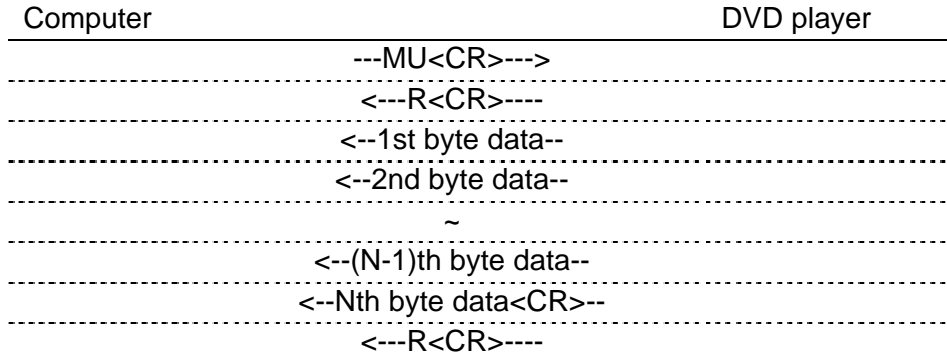 Computer DVD player
---MU<CR>--->
<---R<CR>----
<--1st byte data--
<--2nd byte data--
~
<--(N-1)th byte data--
<--Nth byte data<CR>--
<---R<CR>----